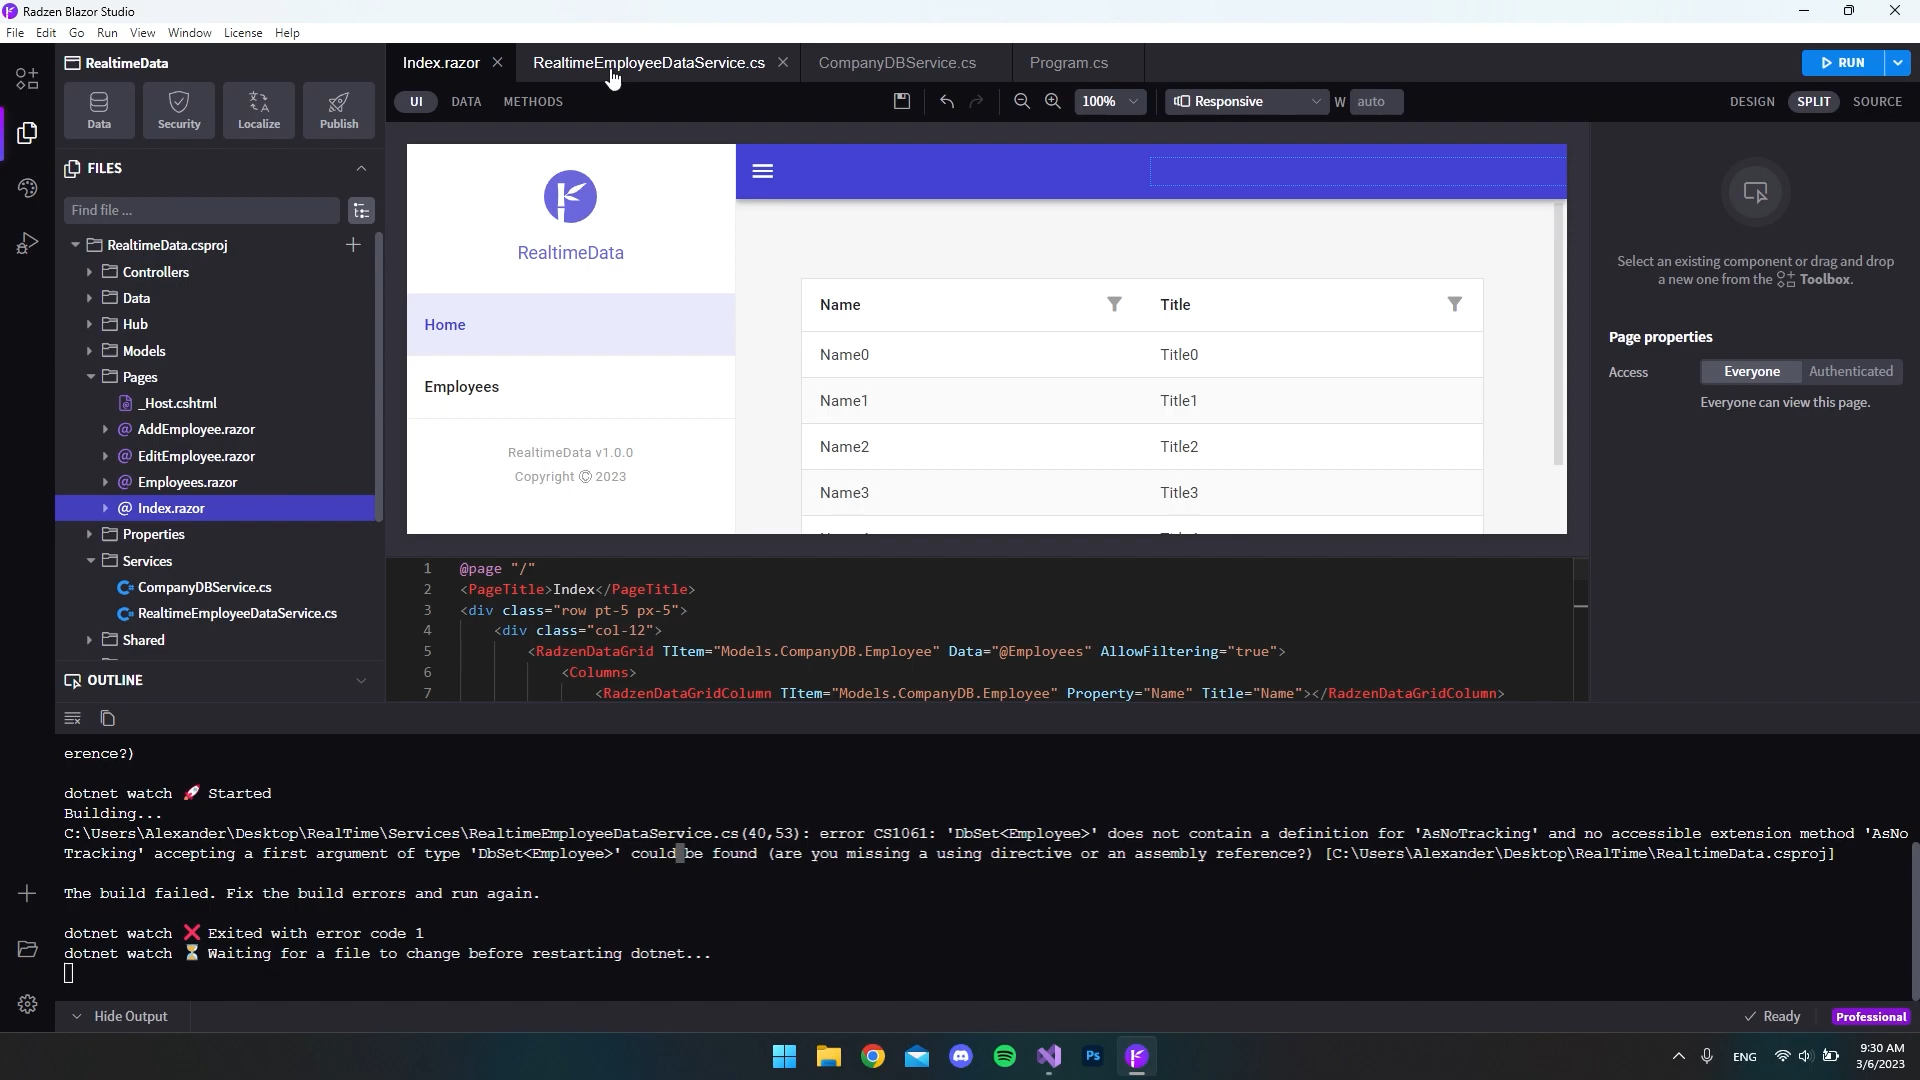 Radzen Blazor Studio
File Edit Go Run View Window License Help
RealtimeData
Data Security Localize Publish
FILES
Find file ...
RealtimeData.csproj
Controllers
Data
Hub
Models
Pages
_Host.cshtml
AddEmployee.razor
EditEmployee.razor
Employees.razor
Index.razor
Properties
Services
CompanyDBService.cs
RealtimeEmployeeDataService.cs
Shared
OUTLINE
Index.razor RealtimeEmployeeDataService.cs CompanyDBService.cs Program.cs
RUN
UI DATA METHODS 100% Responsive W auto DESIGN SPLIT SOURCE
RealtimeData
Home
Employees
RealtimeData v1.0.0
Copyright © 2023
Name Title
Name0 Title0
Name1 Title1
Name2 Title2
Name3 Title3
Select an existing component or drag and drop
a new one from the Toolbox.
Page properties
Access Everyone Authenticated
Everyone can view this page.
1 @page "/"
2 <PageTitle>Index</PageTitle>
3 <div class="row pt-5 px-5">
4 <div class="col-12">
5 <RadzenDataGrid TItem="Models.CompanyDB.Employee" Data="@Employees" AllowFiltering="true">
6 <Columns>
7 <RadzenDataGridColumn TItem="Models.CompanyDB.Employee" Property="Name" Title="Name"></RadzenDataGridColumn>
erence?)
dotnet watch 🚀 Started
Building...
C:\Users\Alexander\Desktop\RealTime\Services\RealtimeEmployeeDataService.cs(40,53): error CS1061: 'DbSet<Employee>' does not contain a definition for 'AsNoTracking' and no accessible extension method 'AsNo
Tracking' accepting a first argument of type 'DbSet<Employee>' could be found (are you missing a using directive or an assembly reference?) [C:\Users\Alexander\Desktop\RealTime\RealtimeData.csproj]
The build failed. Fix the build errors and run again.
dotnet watch ❌ Exited with error code 1
dotnet watch ⏳ Waiting for a file to change before restarting dotnet...
Hide Output
Ready Professional
Ps
ENG
9:30 AM
3/6/2023